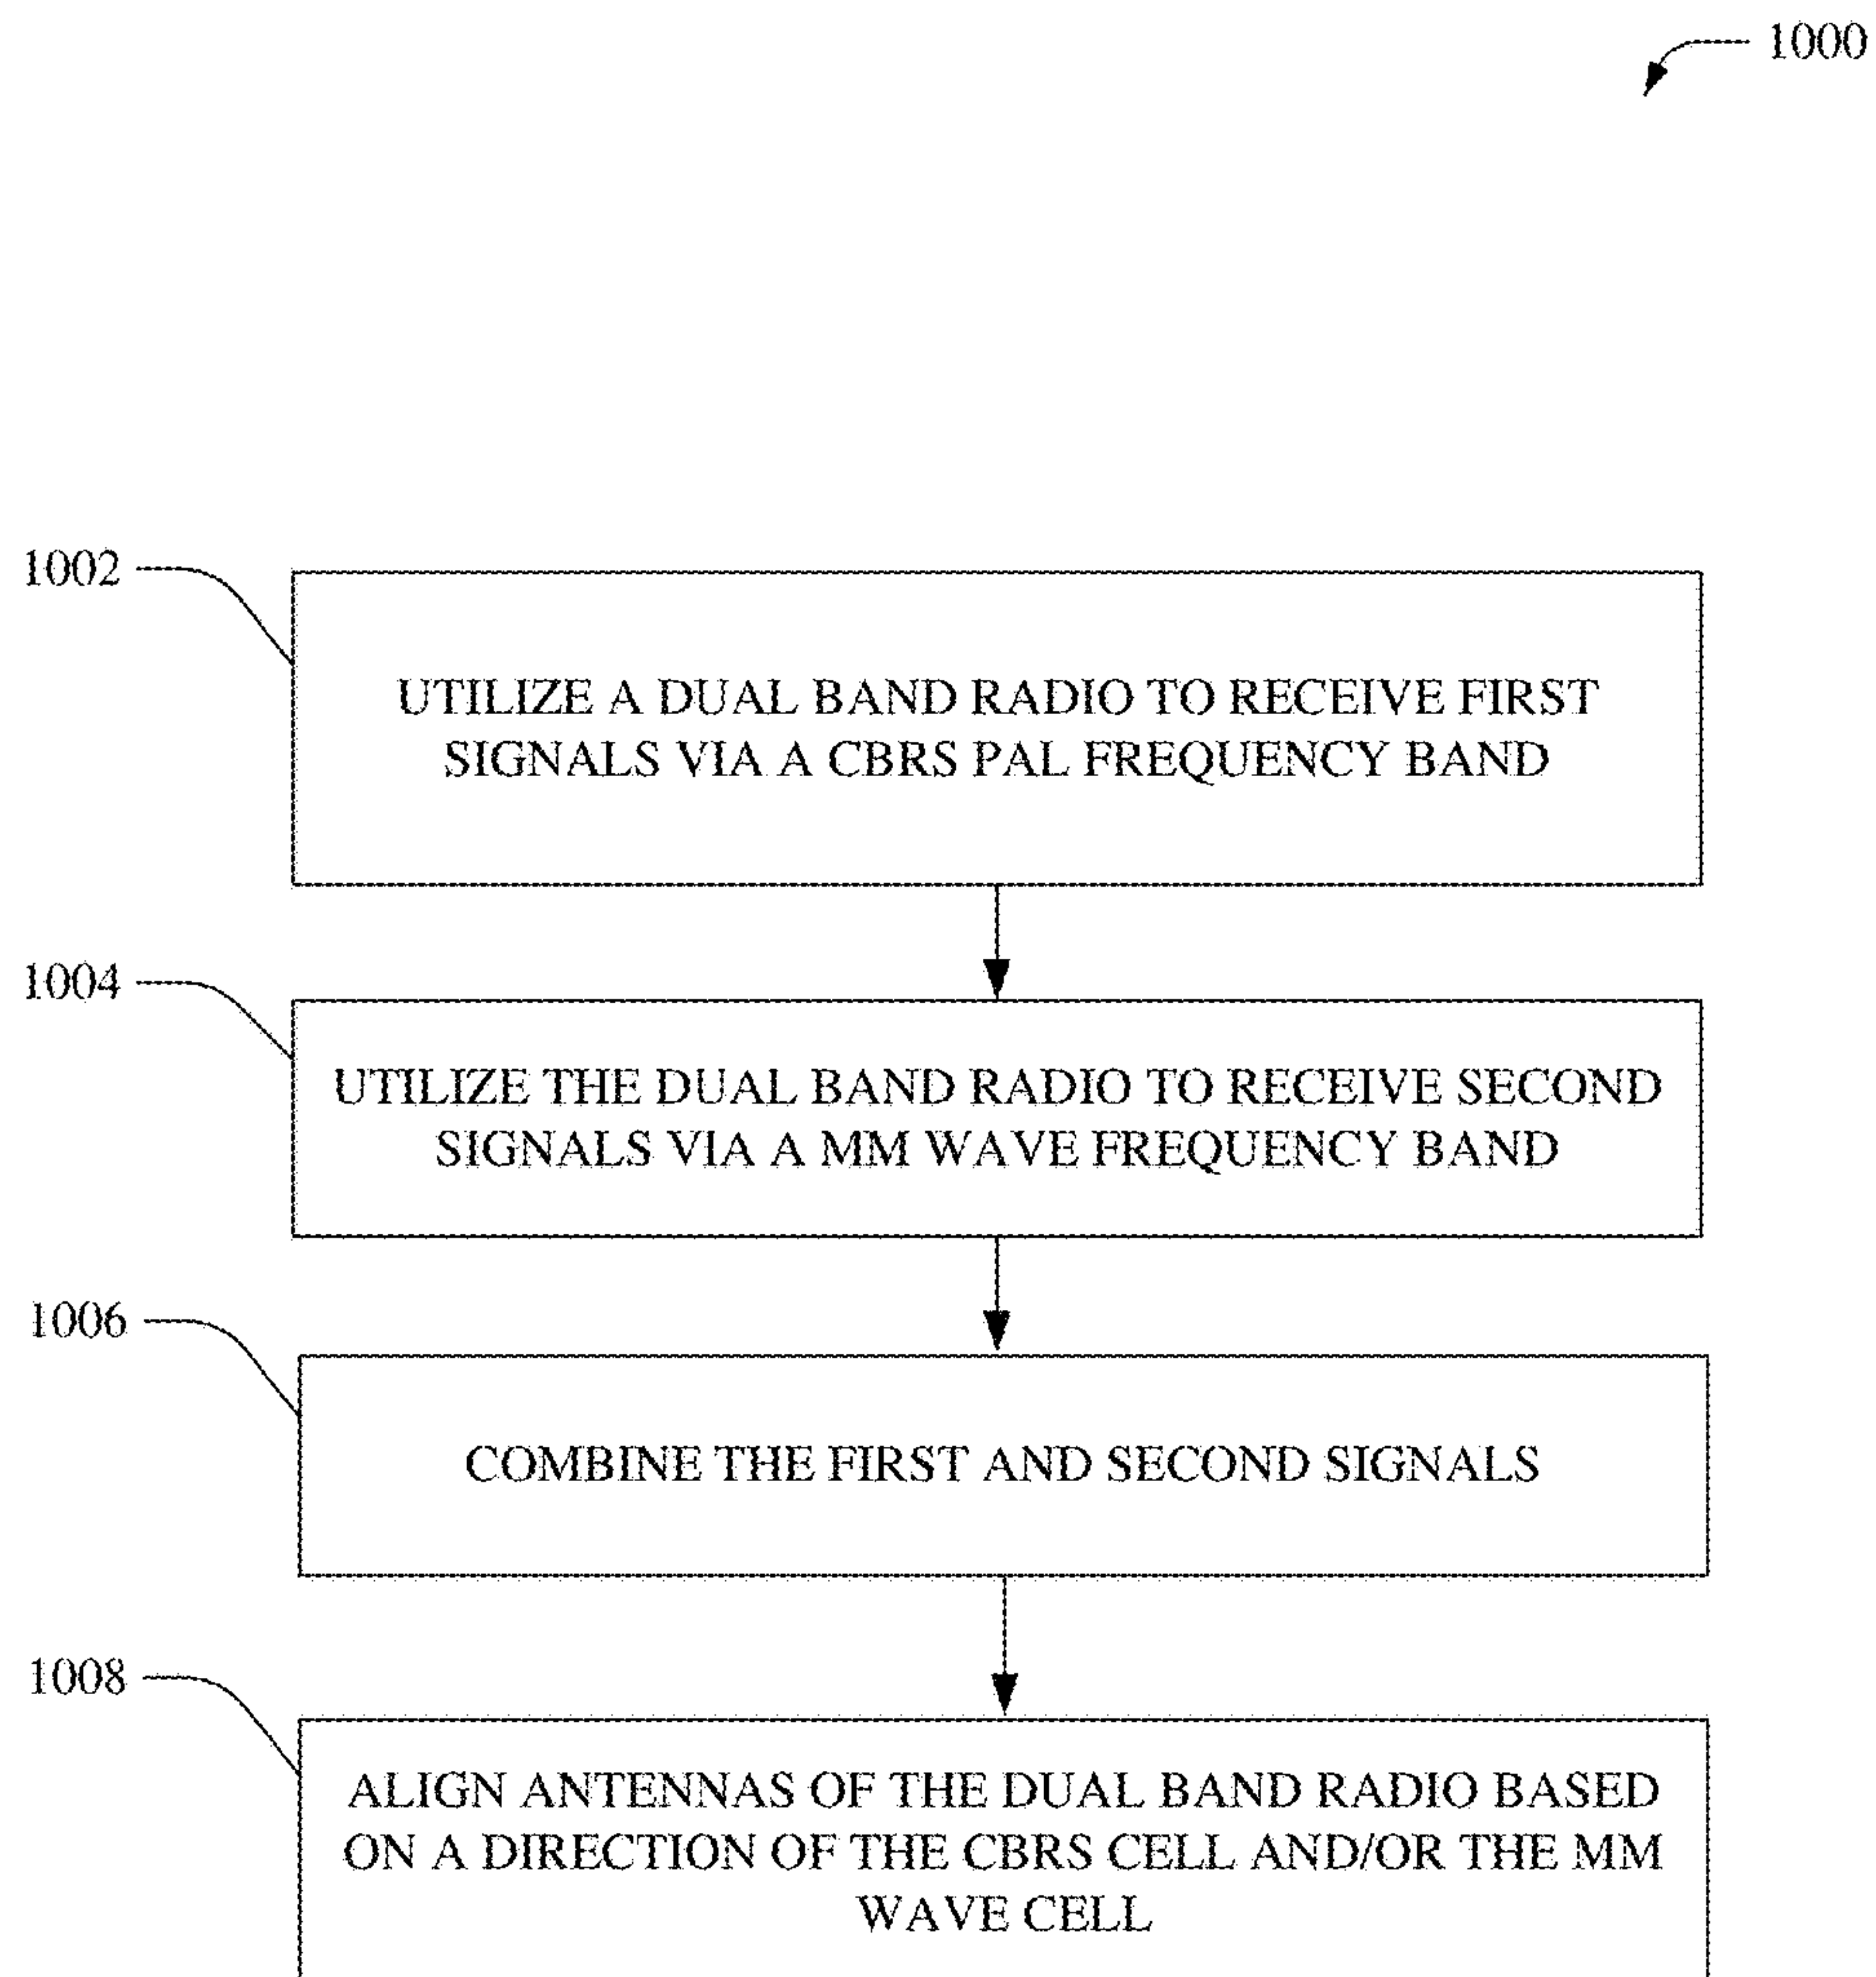 1000
1002
UTILIZE A DUAL BAND RADIO TO RECEIVE FIRST
SIGNALS VIA A CBRS PAL FREQUENCY BAND
1004
UTILIZE THE DUAL BAND RADIO TO RECEIVE SECOND
SIGNALS VIA A MM WAVE FREQUENCY BAND
1006
COMBINE THE FIRST AND SECOND SIGNALS
1008
ALIGN ANTENNAS OF THE DUAL BAND RADIO BASED
ON A DIRECTION OF THE CBRS CELL AND/OR THE MM
WAVE CELL